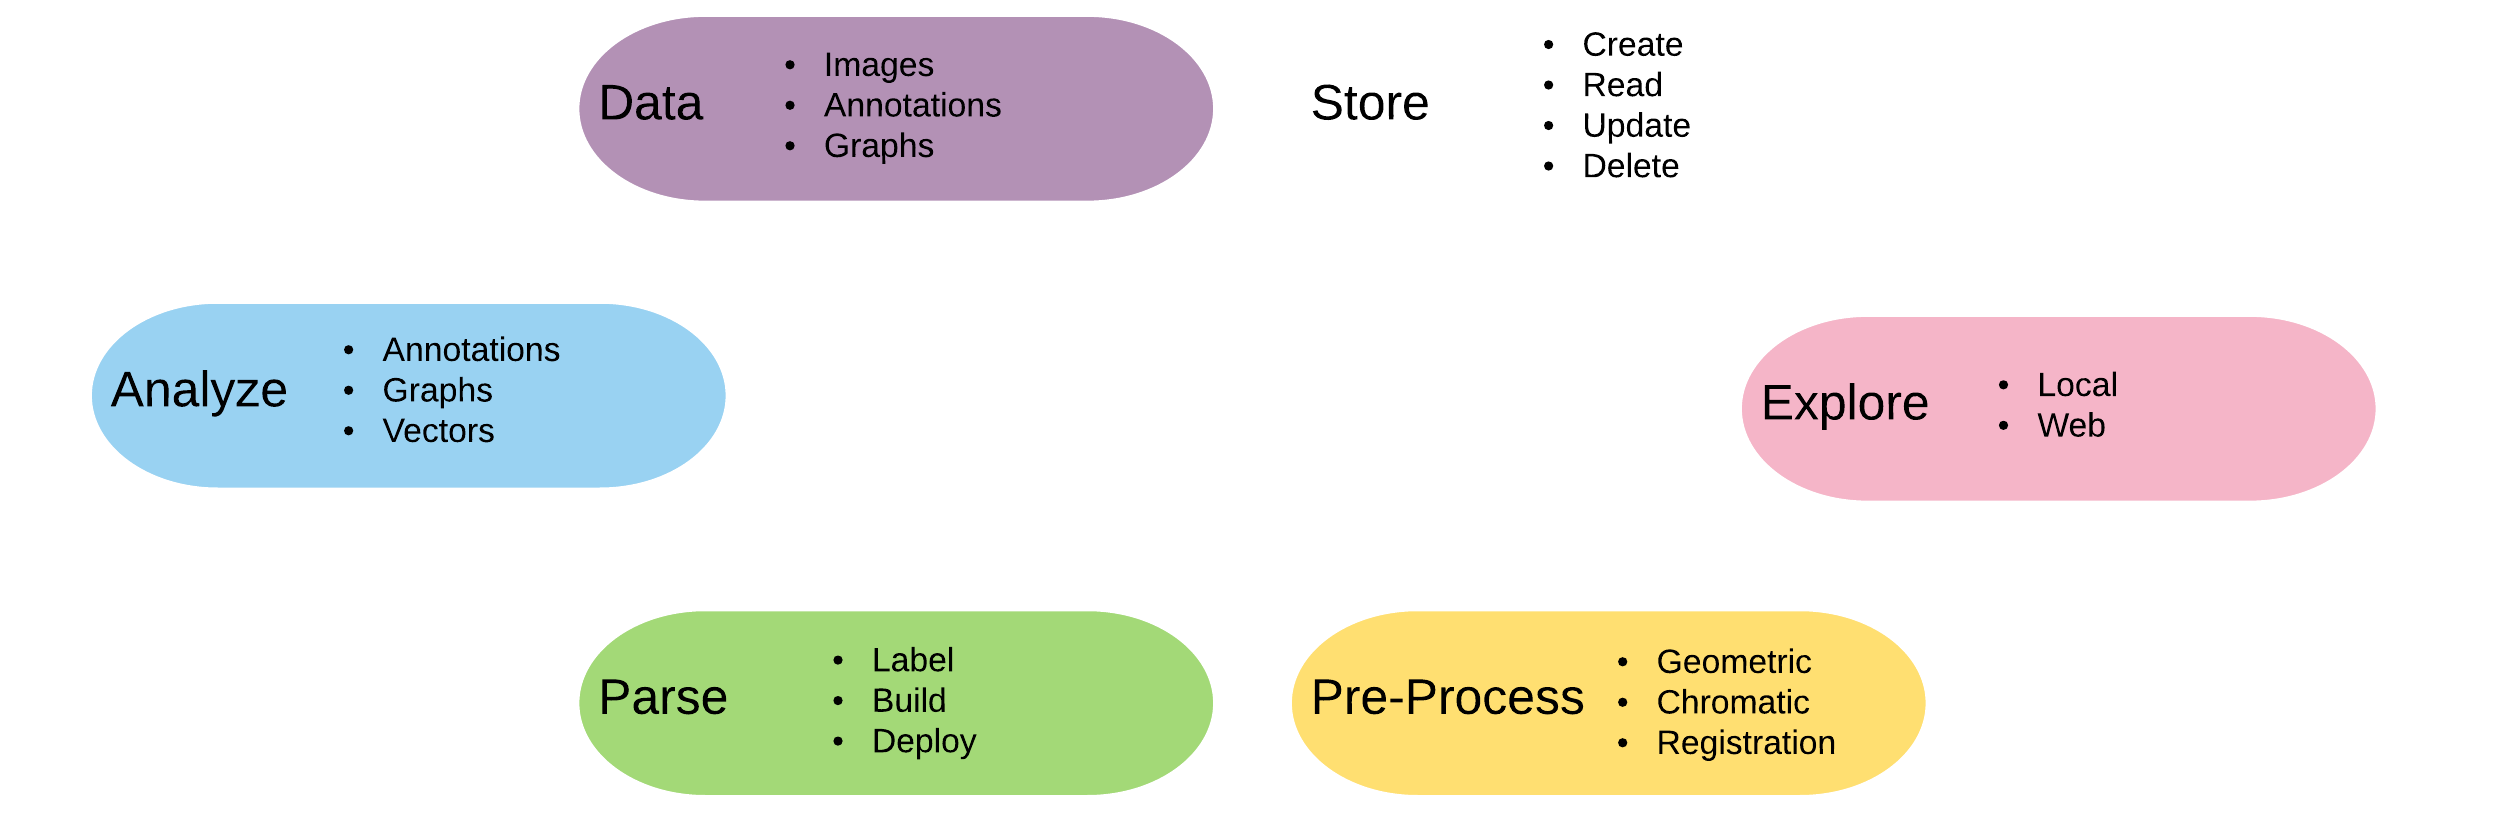 Data
• Images
• Annotations
• Graphs
Store
• Create
• Read
• Update
• Delete
Analyze
• Annotations
• Graphs
• Vectors
Explore
• Local
• Web
Parse
• Label
• Build
• Deploy
Pre-Process
• Geometric
• Chromatic
• Registration